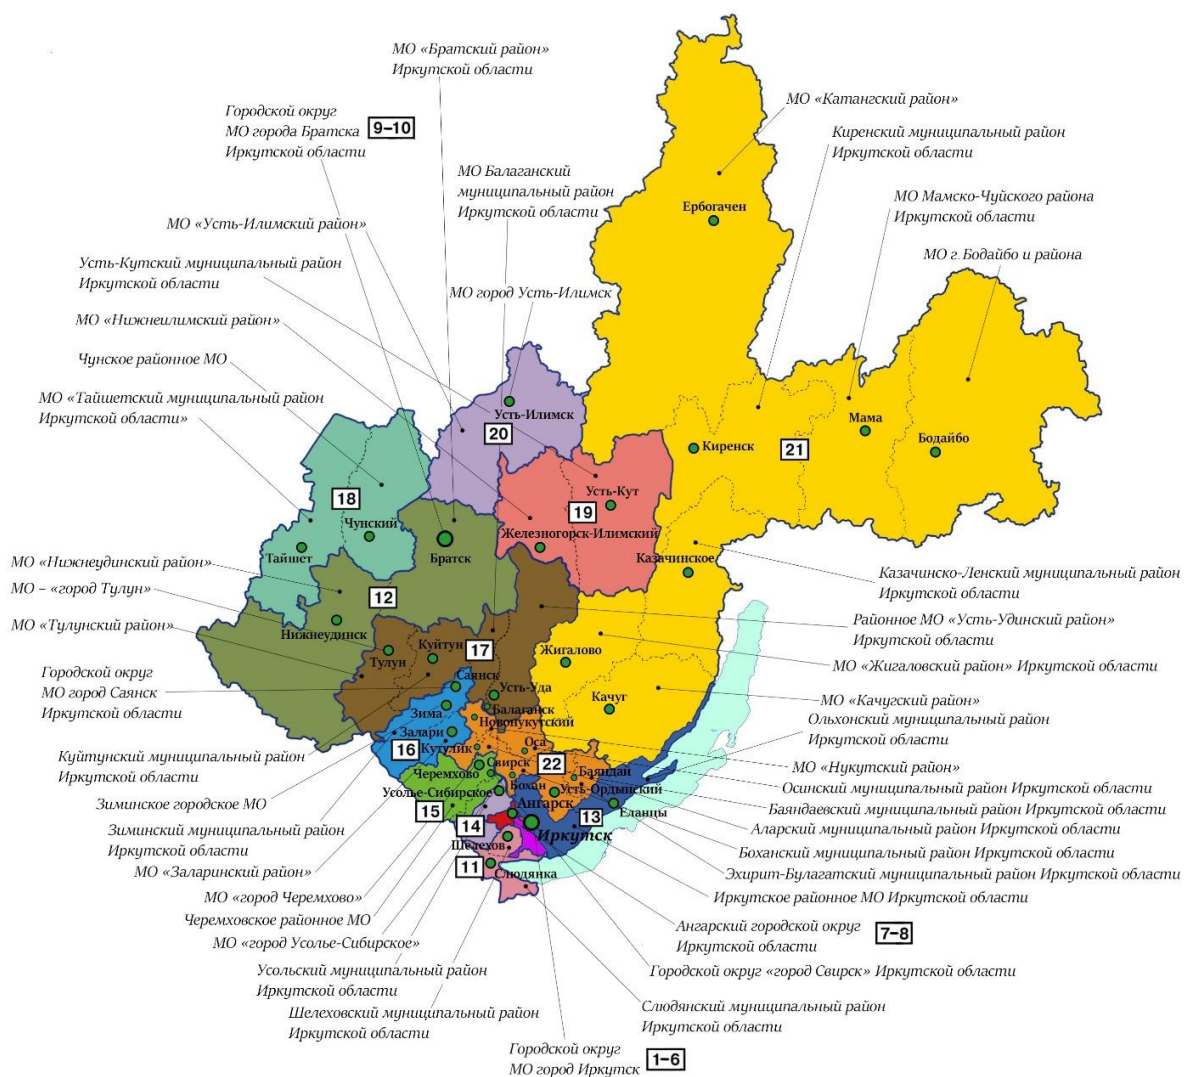 МО «Братский район»
Иркутской области
Городской округ
МО города Братска
Иркутской области
9–10
МО «Катангский район»
Киренский муниципальный район
Иркутской области
МО Балаганский
муниципальный район
Иркутской области
МО Мамско-Чуйского района
Иркутской области
МО «Усть-Илимский район»
МО г. Бодайбо и района
Усть-Кутский муниципальный район
Иркутской области
МО город Усть-Илимск
МО «Нижнеилимский район»
Чунское районное МО
МО «Тайшетский муниципальный район
Иркутской области»
Ербогачен
Усть-Илимск
20
Мама
Киренск
21
Бодайбо
18
Усть-Кут
19
Чунский
Железногорск-Илимский
Тайшет
Братск
Казачинское
МО «Нижнеудинский район»
МО – «город Тулун»
МО «Тулунский район»
12
Нижнеудинск
Казачинско-Ленский муниципальный район
Иркутской области
Районное МО «Усть-Удинский район»
Иркутской области
МО «Жигаловский район» Иркутской области
Тулун
Куйтун
17
Жигалово
Городской округ
МО город Саянск
Иркутской области
Саянск
Усть-Уда
Качуг
МО «Качугский район»
Ольхонский муниципальный район
Иркутской области
Зима
Балаганск
Новонукутский
Залари
16
Кутулик
Оса
Свирск
22
Черемхово
Баяндай
Бохан
Усть-Ордынский
Усолье-Сибирское
Ангарск
Еланцы
15
14
13
Иркутск
Шелехов
11
Слюдянка
Куйтунский муниципальный район
Иркутской области
Зиминское городское МО
Зиминский муниципальный район
Иркутской области
МО «Заларинский район»
МО «город Черемхово»
Черемховское районное МО
МО «город Усолье-Сибирское»
Усольский муниципальный район
Иркутской области
Шелеховский муниципальный район
Иркутской области
МО «Нукутский район»
Осинский муниципальный район Иркутской области
Баяндаевский муниципальный район Иркутской области
Аларский муниципальный район Иркутской области
Боханский муниципальный район Иркутской области
Эхирит-Булагатский муниципальный район Иркутской области
Иркутское районное МО Иркутской области
Ангарский городской округ
Иркутской области
7–8
Городской округ «город Свирск» Иркутской области
Слюдянский муниципальный район
Иркутской области
Городской округ
МО город Иркутск
1–6